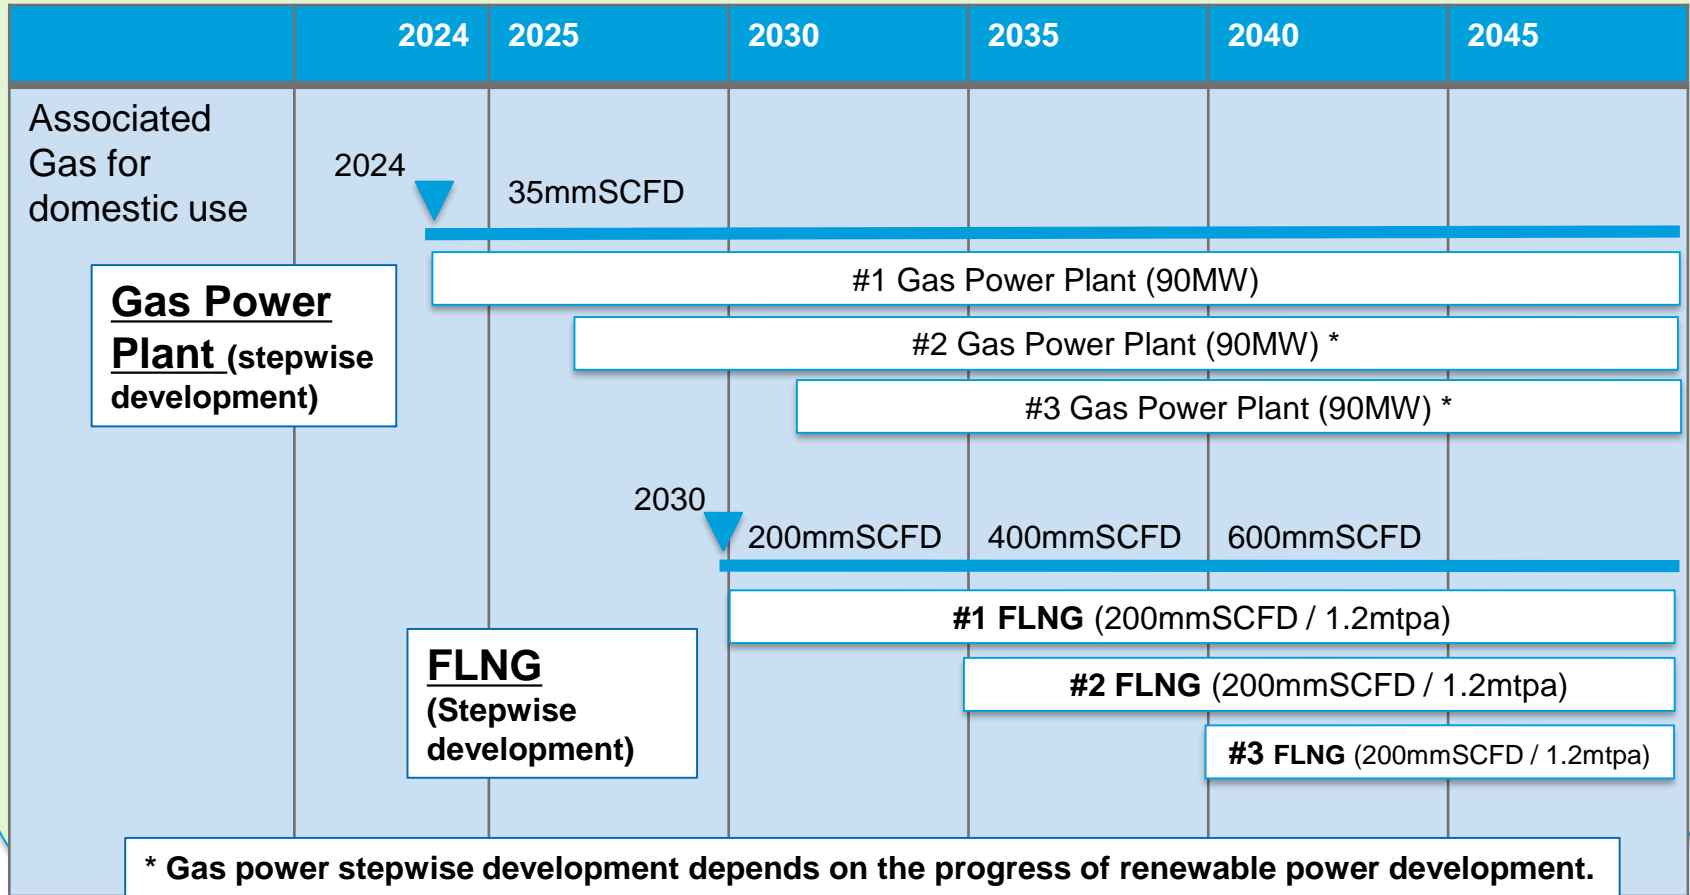 2024 2025 2030 2035 2040 2045
Associated
Gas for
domestic use
2024
35mmSCFD
#1 Gas Power Plant (90MW)
Gas Power
Plant (stepwise
development)
#2 Gas Power Plant (90MW) *
#3 Gas Power Plant (90MW) *
2030
200mmSCFD 400mmSCFD 600mmSCFD
#1 FLNG (200mmSCFD / 1.2mtpa)
FLNG
(Stepwise
development)
#2 FLNG (200mmSCFD / 1.2mtpa)
#3 FLNG (200mmSCFD / 1.2mtpa)
* Gas power stepwise development depends on the progress of renewable power development.